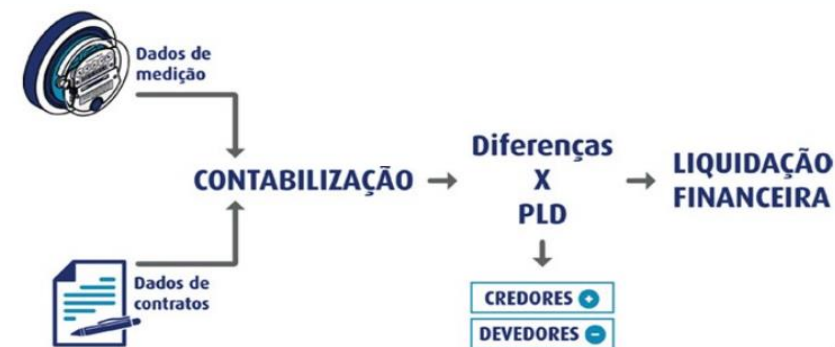 Dados de
medição
CONTABILIZAÇÃO
Dados de
contratos
Diferenças
X
PLD
CREDORES +
DEVEDORES -
LIQUIDAÇÃO
FINANCEIRA